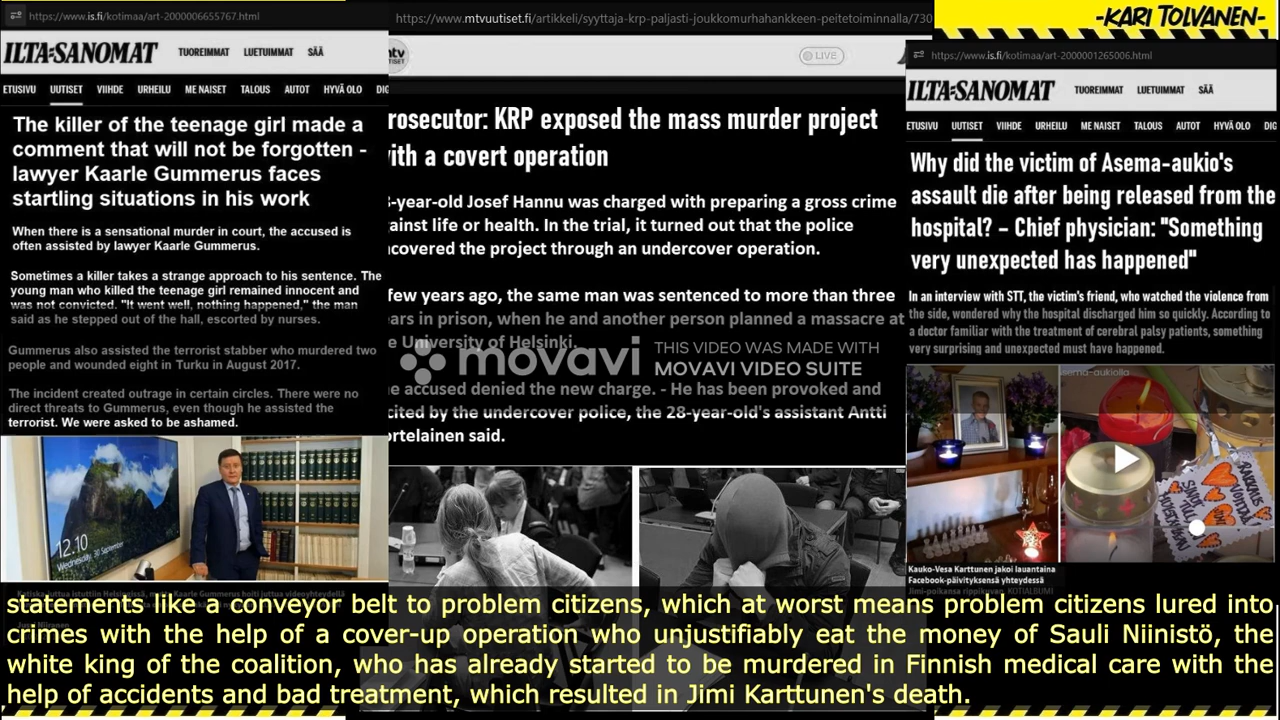 https://www.is.fi/kotimaa/art-2000006655767.html
ILTA-SANOMAT
TUOREIMMAT LUETUIMMAT SÄÄ
ETUSIVU UUTISET VIIHDE URHEILU ME NAISET TALOUS AUTOT HYVÄ OLO DIG
The killer of the teenage girl made a
comment that will not be forgotten -
lawyer Kaarle Gummerus faces
startling situations in his work
When there is a sensational murder in court, the accused is
often assisted by lawyer Kaarle Gummerus.
Sometimes a killer takes a strange approach to his sentence. The
young man who killed the teenage girl remained innocent and
was not convicted. "It went well, nothing happened," the man
said as he stepped out of the hall, escorted by nurses.
Gummerus also assisted the terrorist stabber who murdered two
people and wounded eight in Turku in August 2017.
The incident created outrage in certain circles. There were no
direct threats to Gummerus, even though he assisted the
terrorist. We were asked to be ashamed.
12.10
Wednesday, 30 September
https://www.mtvuutiset.fi/artikkeli/syyttaja-krp-paljasti-joukkomurhahankkeen-peitetoiminnalla/730
mtv
UUTISET
LIVE
rosecutor: KRP exposed the mass murder project
ith a covert operation
8-year-old Josef Hannu was charged with preparing a gross crime
ainst life or health. In the trial, it turned out that the police
covered the project through an undercover operation.
few years ago, the same man was sentenced to more than three
ears in prison, when he and another person planned a massacre at
e University of Helsinki.
movavi
THIS VIDEO WAS MADE WITH
MOVAVI VIDEO SUITE
e accused denied the new charge. - He has been provoked and
cited by the undercover police, the 28-year-old's assistant Antti
ortelainen said.
-KARI TOLVANEN-
https://www.is.fi/kotimaa/art-2000001265006.html
ILTA-SANOMAT
TUOREIMMAT LUETUIMMAT SÄÄ
ETUSIVU UUTISET VIIHDE URHEILU ME NAISET TALOUS AUTOT HYVÄ OLO DIG
Why did the victim of Asema-aukio's
assault die after being released from the
hospital? – Chief physician: "Something
very unexpected has happened"
In an interview with STT, the victim's friend, who watched the violence from
the side, wondered why the hospital discharged him so quickly. According to
a doctor familiar with the treatment of cerebral palsy patients, something
very surprising and unexpected must have happened.
asema-aukiolla
Kauko-Vesa Karttunen jakoi lauantaina
Facebook-päivityksensä yhteydessä
Jimi-poikansa rippikuvan. KOTIALBUMI
statements like a conveyor belt to problem citizens, which at worst means problem citizens lured into
crimes with the help of a cover-up operation who unjustifiably eat the money of Sauli Niinistö, the
white king of the coalition, who has already started to be murdered in Finnish medical care with the
help of accidents and bad treatment, which resulted in Jimi Karttunen's death.